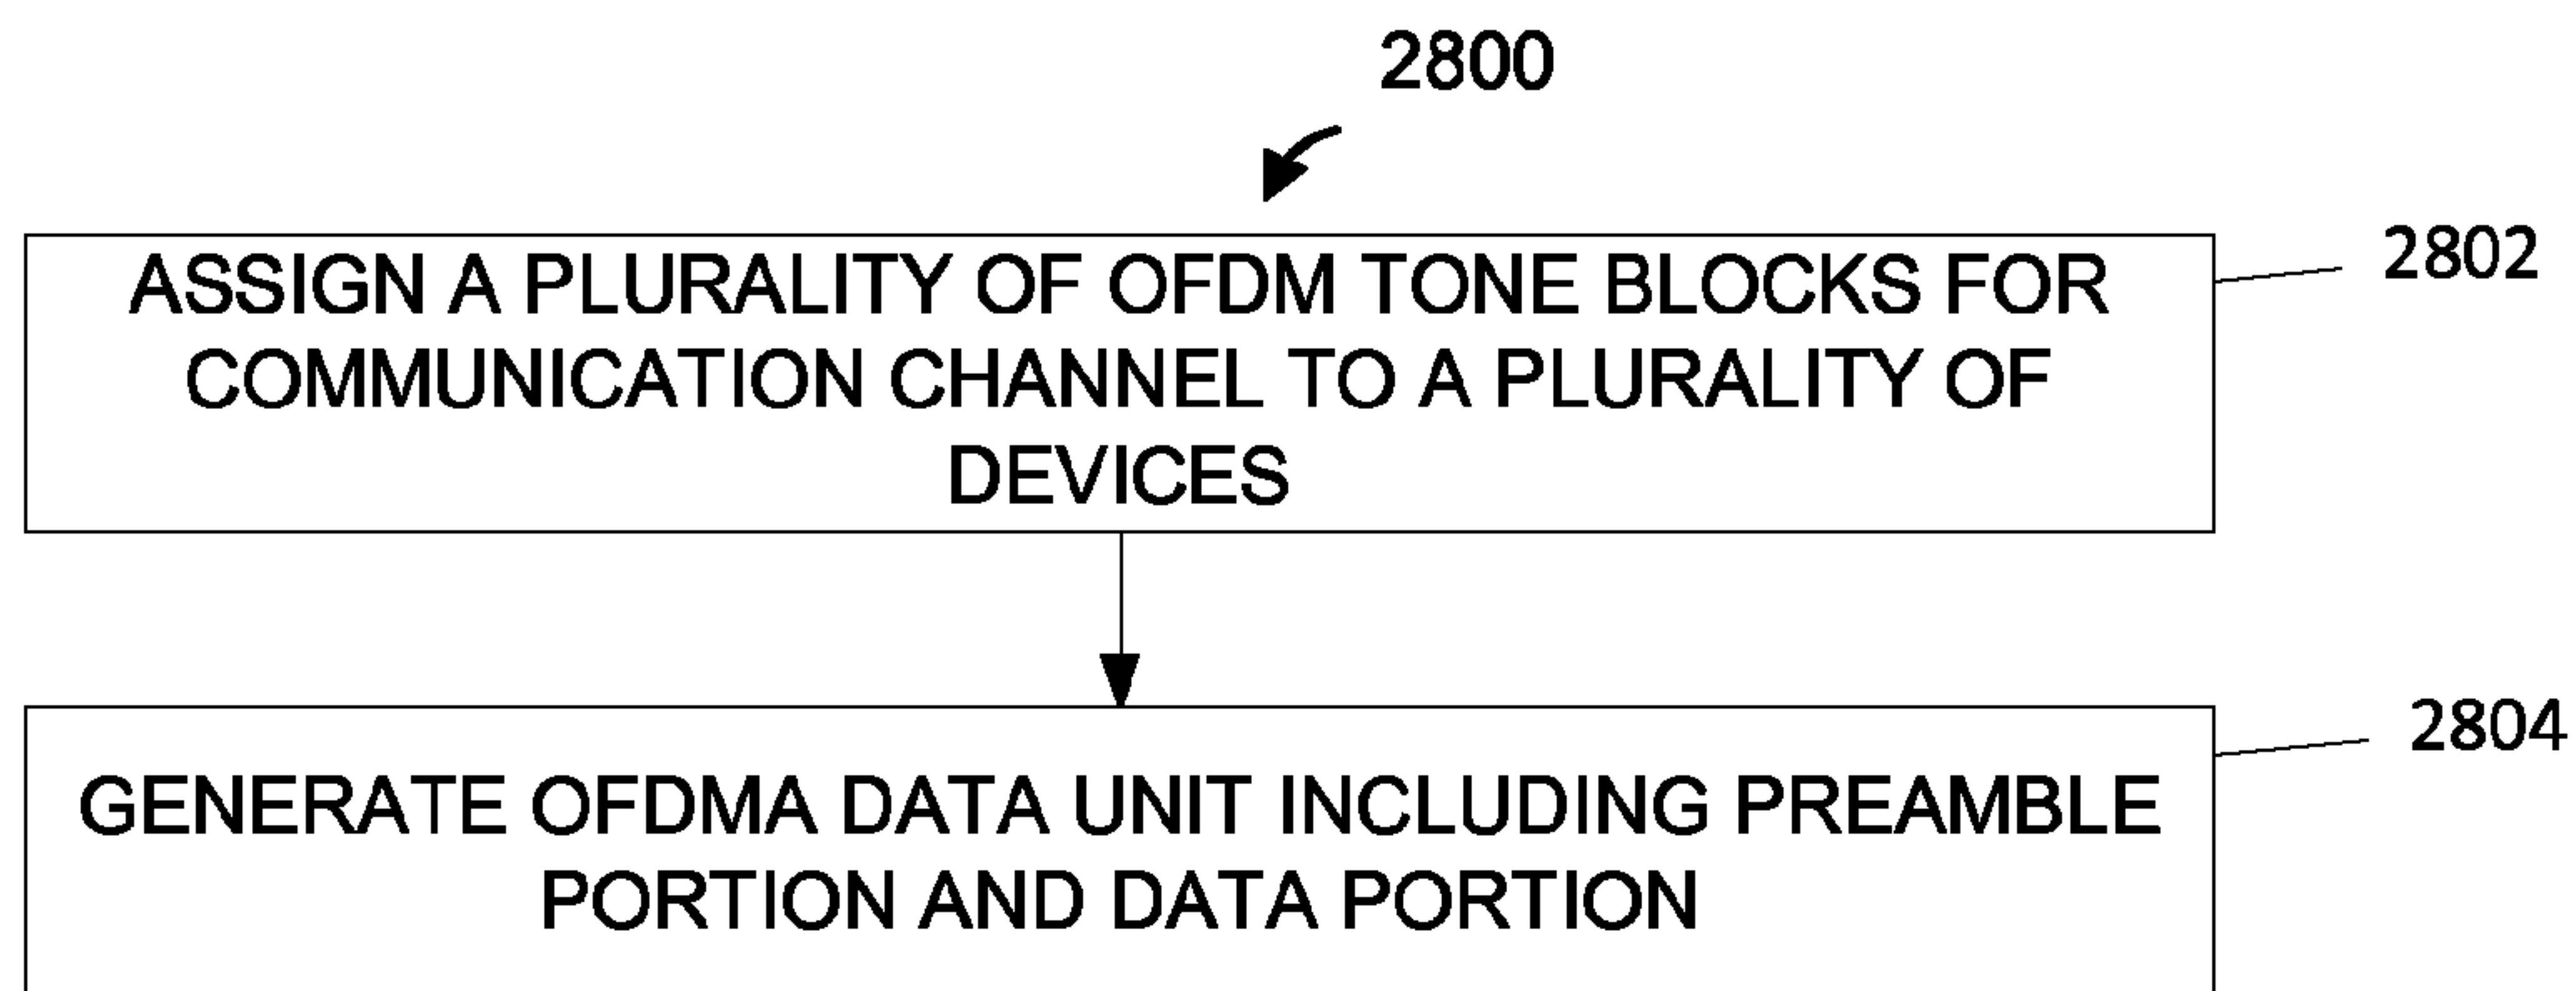 2800
ASSIGN A PLURALITY OF OFDM TONE BLOCKS FOR
COMMUNICATION CHANNEL TO A PLURALITY OF
DEVICES
2802
GENERATE OFDMA DATA UNIT INCLUDING PREAMBLE
PORTION AND DATA PORTION
2804